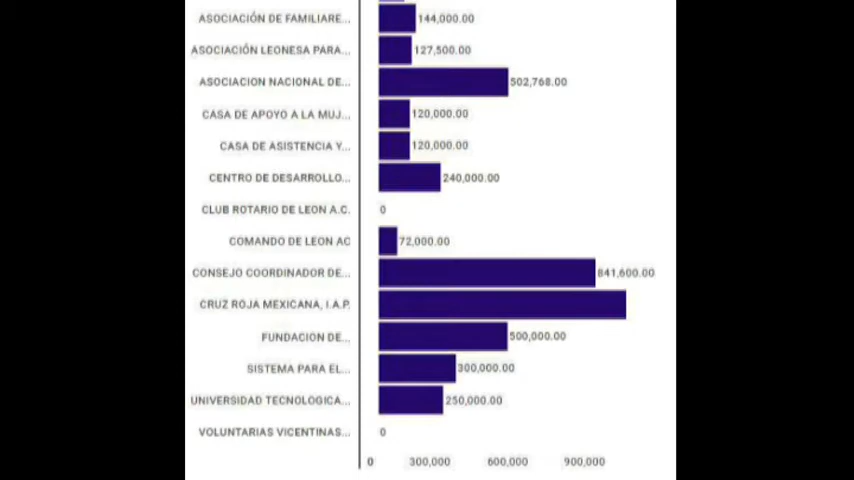 ASOCIACIÓN DE FAMILIARE... 144,000.00
ASOCIACIÓN LEONESA PARA... 127,500.00
ASOCIACION NACIONAL DE... 502,768.00
CASA DE APOYO A LA MUJ... 120,000.00
CASA DE ASISTENCIA Y... 120,000.00
CENTRO DE DESARROLLO... 240,000.00
CLUB ROTARIO DE LEON A.C. 0
COMANDO DE LEON AC 72,000.00
CONSEJO COORDINADOR DE... 841,600.00
CRUZ ROJA MEXICANA, I.A.P.
FUNDACION DE... 500,000.00
SISTEMA PARA EL... 300,000.00
UNIVERSIDAD TECNOLOGICA... 250,000.00
VOLUNTARIAS VICENTINAS... 0
0 300,000 600,000 900,000